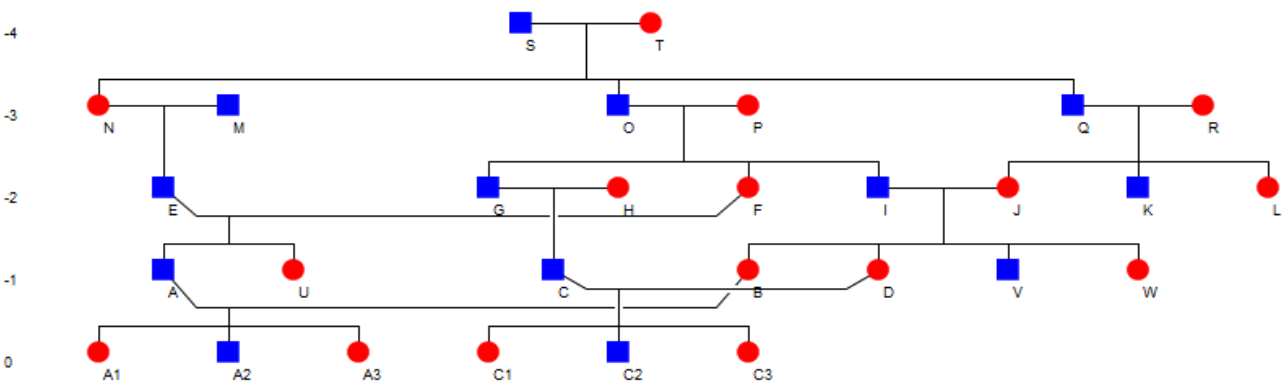 -4
S T
N M O P Q R
-3
E G H F I J K L
-2
A U C B D V W
-1
A1 A2 A3 C1 C2 C3
0